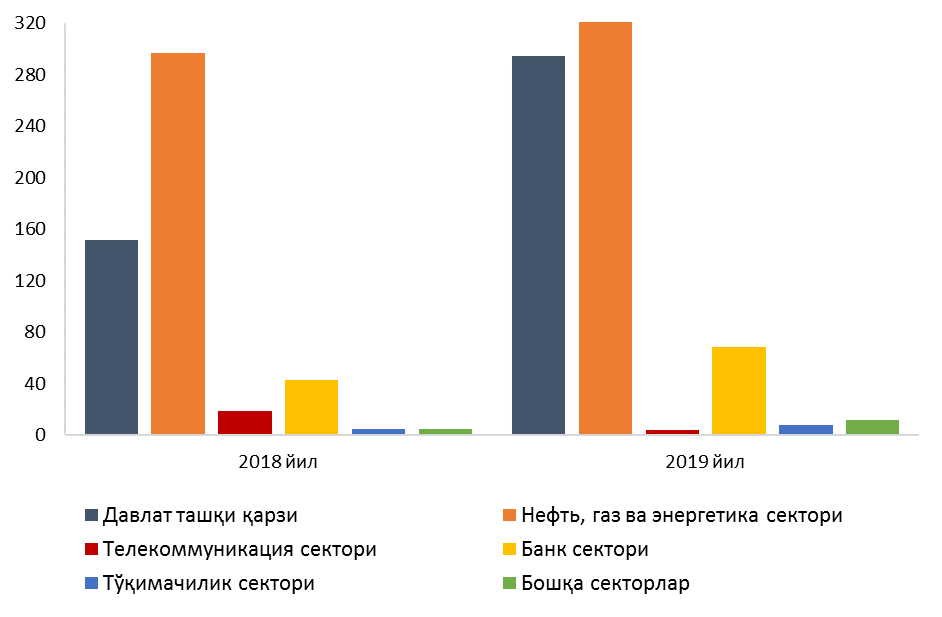 320
280
240
200
160
120
80
40
0
2018 йил 2019 йил
Давлат ташқи қарзи Нефть, газ ва энергетика сектори
Телекоммуникация сектори Банк сектори
Тўқимачилик сектори Бошқа секторлар